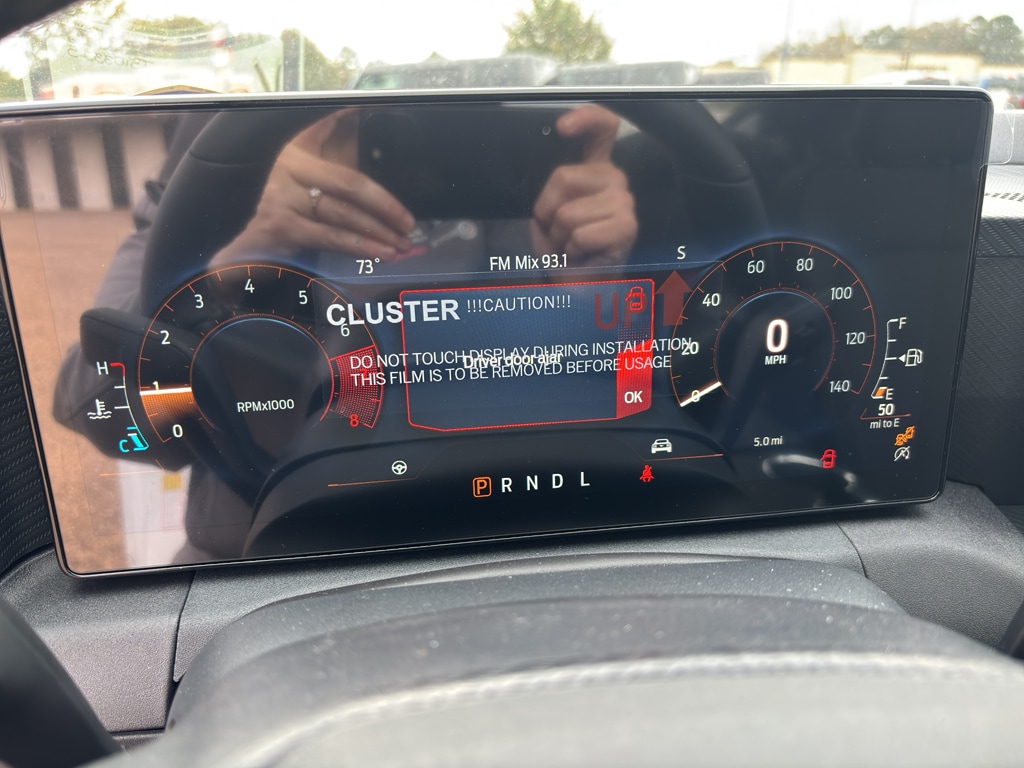 73° FM Mix 93.1 S
CLUSTER !!!CAUTION!!! UP
DO NOT TOUCH DISPLAY DURING INSTALLATION
Driver door ajar
THIS FILM IS TO BE REMOVED BEFORE USAGE
OK
0 1 2 3 4 5 6 8
RPMx1000
H
C
0 20 40 60 80 100 120 140
0
MPH
F
E
50
mi to E
5.0 mi
P R N D L